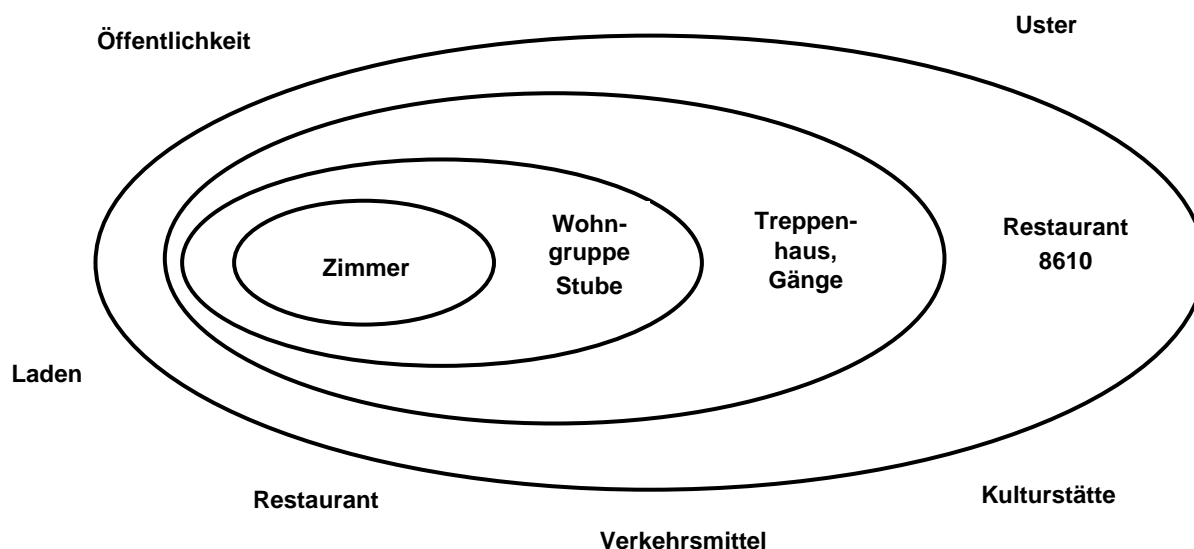 Öffentlichkeit
Uster
Zimmer
Wohn-
gruppe
Stube
Treppen-
haus,
Gänge
Restaurant
8610
Laden
Restaurant
Verkehrsmittel
Kulturstätte